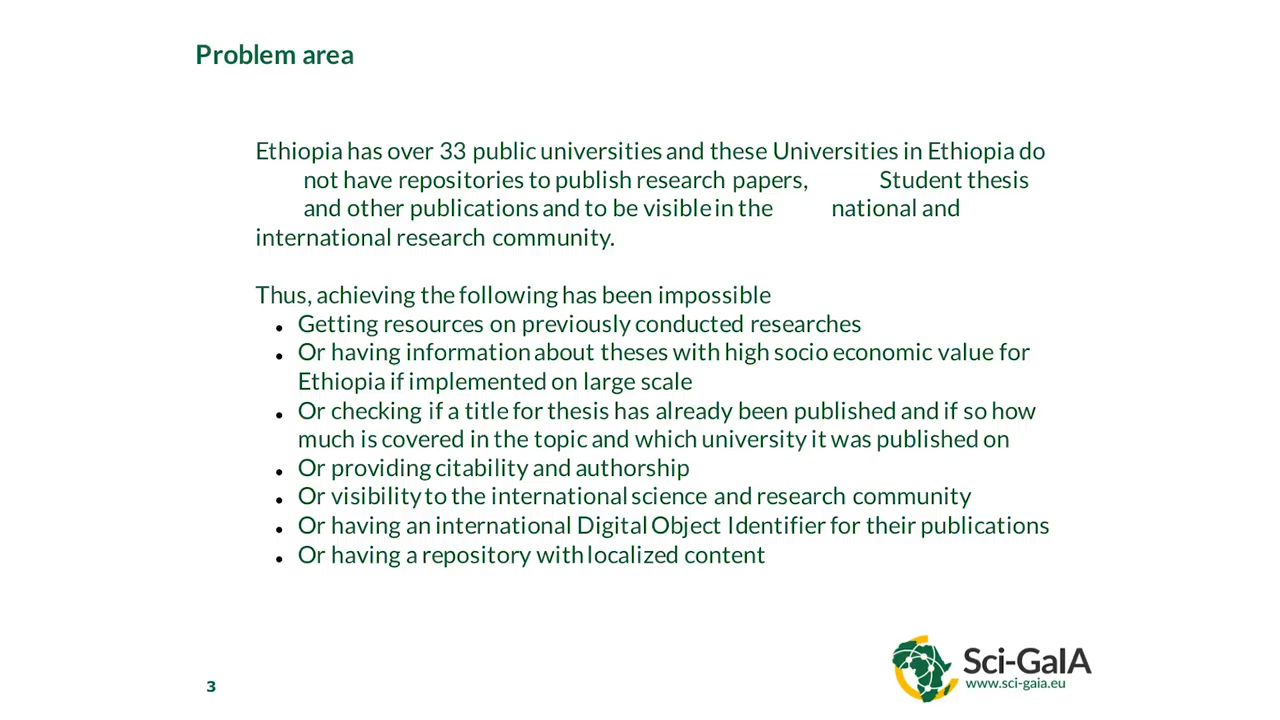 Problem area
Ethiopia has over 33 public universities and these Universities in Ethiopia do
not have repositories to publish research papers, Student thesis
and other publications and to be visible in the national and
international research community.
Thus, achieving the following has been impossible
• Getting resources on previously conducted researches
• Or having information about theses with high socio economic value for
Ethiopia if implemented on large scale
• Or checking if a title for thesis has already been published and if so how
much is covered in the topic and which university it was published on
• Or providing citability and authorship
• Or visibility to the international science and research community
• Or having an international Digital Object Identifier for their publications
• Or having a repository with localized content
Sci-GaIA
www.sci-gaia.eu
3